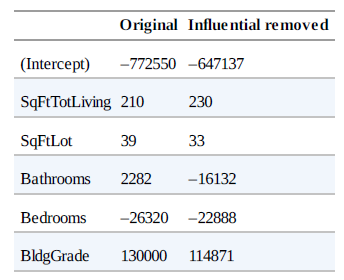 Original Influential removed
(Intercept) –772550 –647137
SqFtTotLiving 210 230
SqFtLot 39 33
Bathrooms 2282 –16132
Bedrooms –26320 –22888
BldgGrade 130000 114871